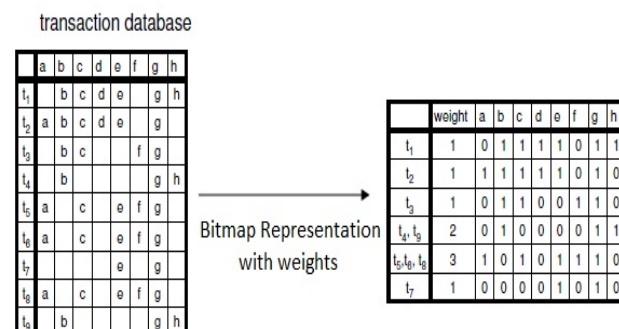 transaction database
a b c d e f g h
t1 b c d e g h
t2 a b c d e g
t3 b c f g
t4 b g h
t5 a c e f g
t6 a c e f g
t7 e g
t8 a c e f g
t9 b g h
Bitmap Representation
with weights
weight a b c d e f g h
t1 1 0 1 1 1 1 0 1 1
t2 1 1 1 1 1 1 0 1 0
t3 1 0 1 1 0 0 1 1 0
t4, t9 2 0 1 0 0 0 0 1 1
t5,t6, t8 3 1 0 1 0 1 1 1 0
t7 1 0 0 0 0 1 0 1 0